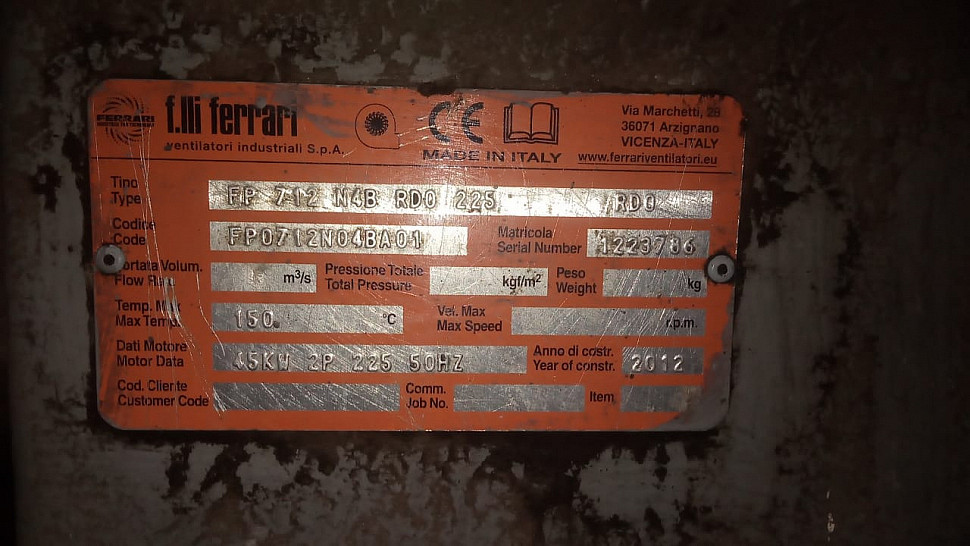 FERRARI
f.lli ferrari
ventilatori industriali S.p.A.
CE
MADE IN ITALY
Via Marchetti, 28
36071 Arzignano
VICENZA-ITALY
www.ferrariventilatori.eu
Tipo
Type
FP 712 N4B RD0 225 RD0
Codice
Code
FP0712N04BA01
Matricola
Serial Number
1223786
Portata Volum.
Flow Rate
m³/s
Pressione Totale
Total Pressure
kgf/m²
Peso
Weight
kg
Temp. Max
Max Temp.
150
°C
Vel. Max
Max Speed
r.p.m.
Dati Motore
Motor Data
45KW 2P 225 50HZ
Anno di costr.
Year of constr.
2012
Cod. Cliente
Customer Code
Comm.
Job No.
Item